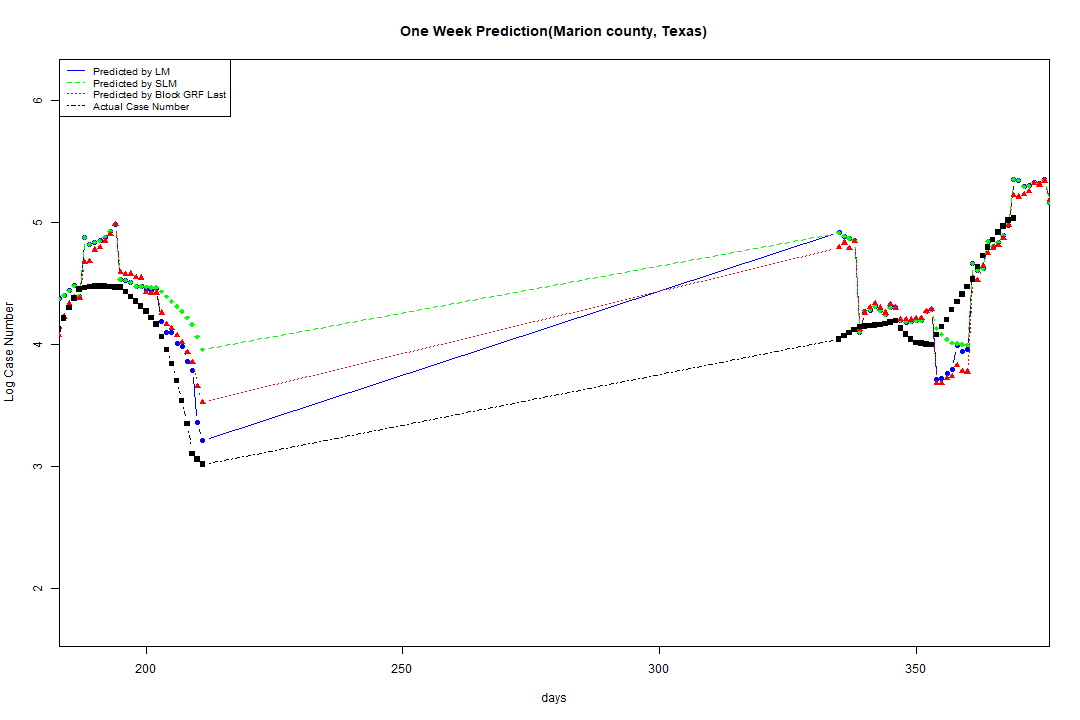 One Week Prediction(Marion county, Texas)
Predicted by LM
Predicted by SLM
Predicted by Block GRF Last
Actual Case Number
6
5
4
3
2
Log Case Number
200 250 300 350
days